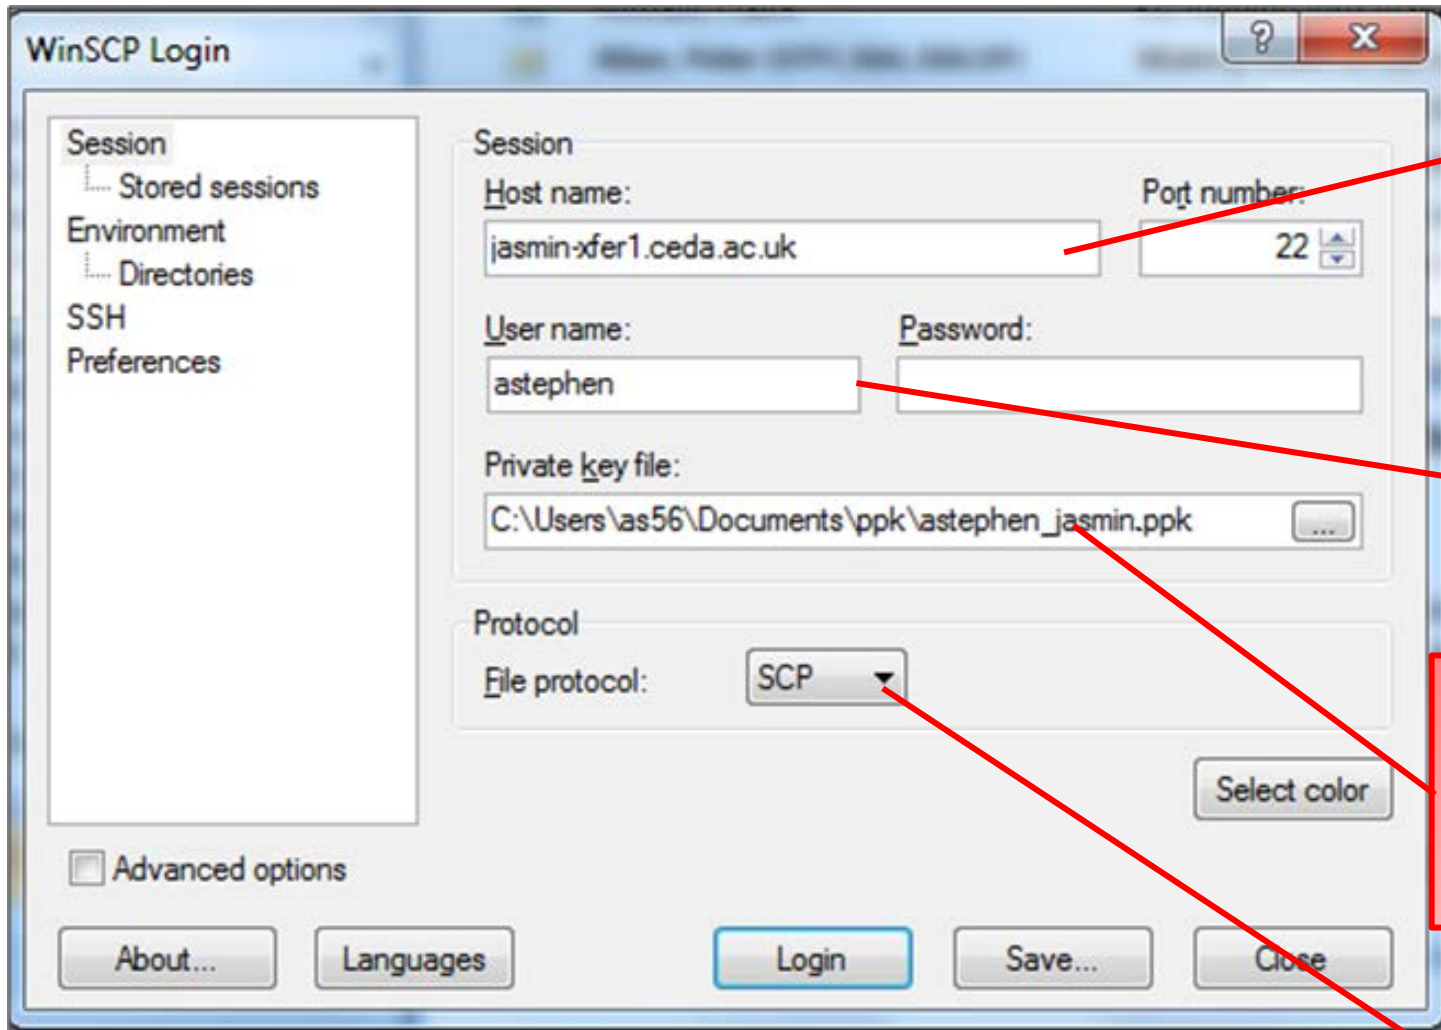 WinSCP Login
Session
Stored sessions
Environment
Directories
SSH
Preferences
Advanced options
Session
Host name: Port number:
jasmin-xfer1.ceda.ac.uk 22
User name: Password:
astephen
Private key file:
C:\Users\as56\Documents\ppk\astephen_jasmin.ppk ...
Protocol
File protocol: SCP
Select color
About... Languages Login Save... Close